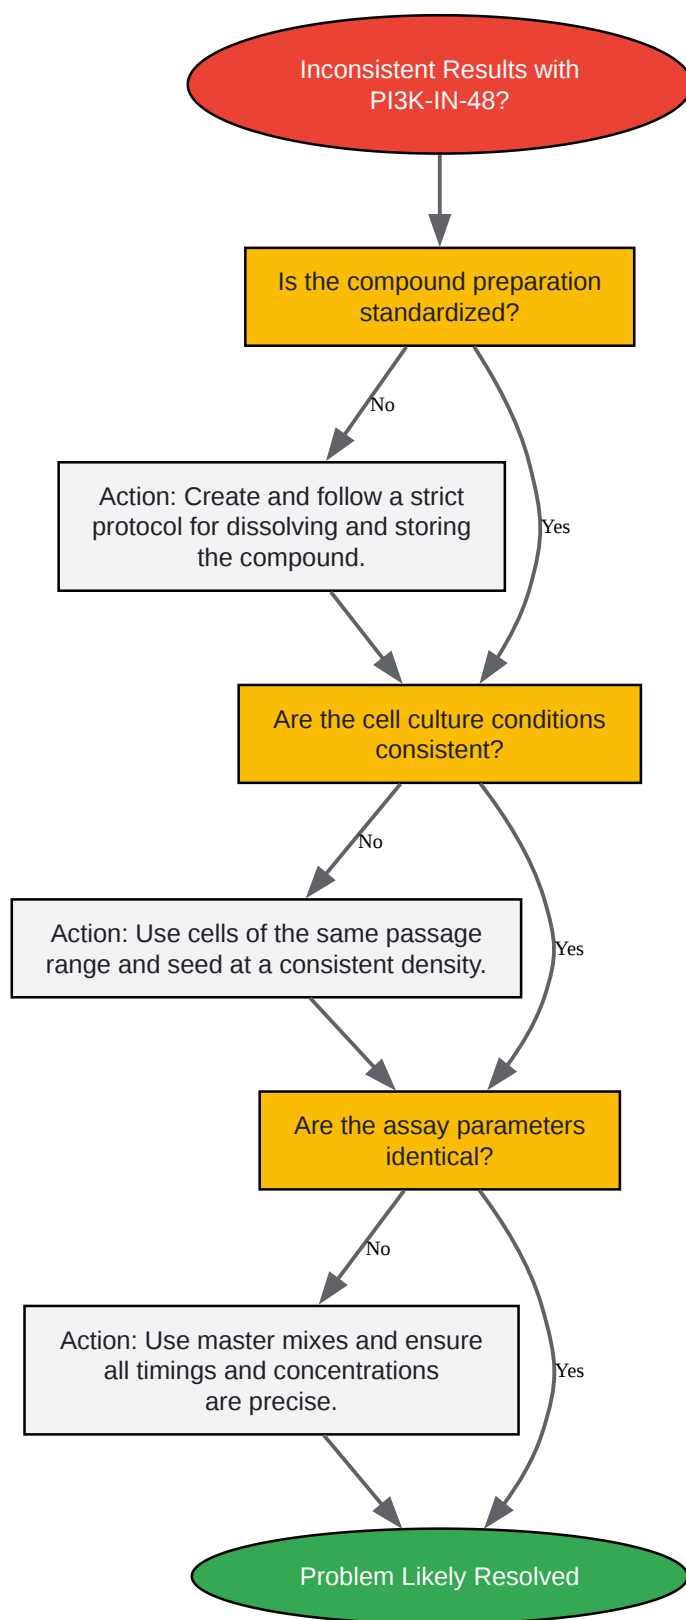 Inconsistent Results with
PI3K-IN-48?
Is the compound preparation
standardized?
No
Action: Create and follow a strict
protocol for dissolving and storing
the compound.
Yes
Are the cell culture conditions
consistent?
No
Action: Use cells of the same passage
range and seed at a consistent density.
Yes
Are the assay parameters
identical?
No
Action: Use master mixes and ensure
all timings and concentrations
are precise.
Yes
Problem Likely Resolved